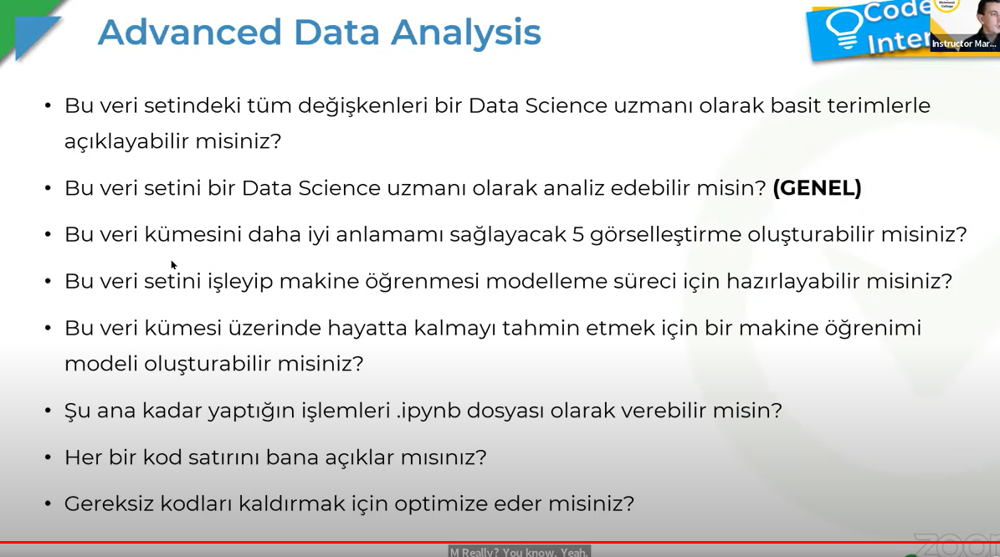 Advanced Data Analysis
Code
Inter
Richmond
College
Instructor Mar...
• Bu veri setindeki tüm değişkenleri bir Data Science uzmanı olarak basit terimlerle
açıklayabilir misiniz?
• Bu veri setini bir Data Science uzmanı olarak analiz edebilir misin? (GENEL)
• Bu veri kümesini daha iyi anlamamı sağlayacak 5 görselleştirme oluşturabilir misiniz?
• Bu veri setini işleyip makine öğrenmesi modelleme süreci için hazırlayabilir misiniz?
• Bu veri kümesi üzerinde hayatta kalmayı tahmin etmek için bir makine öğrenimi
modeli oluşturabilir misiniz?
• Şu ana kadar yaptığın işlemleri .ipynb dosyası olarak verebilir misin?
• Her bir kod satırını bana açıklar mısınız?
• Gereksiz kodları kaldırmak için optimize eder misiniz?
zoom
M Really? You know. Yeah.